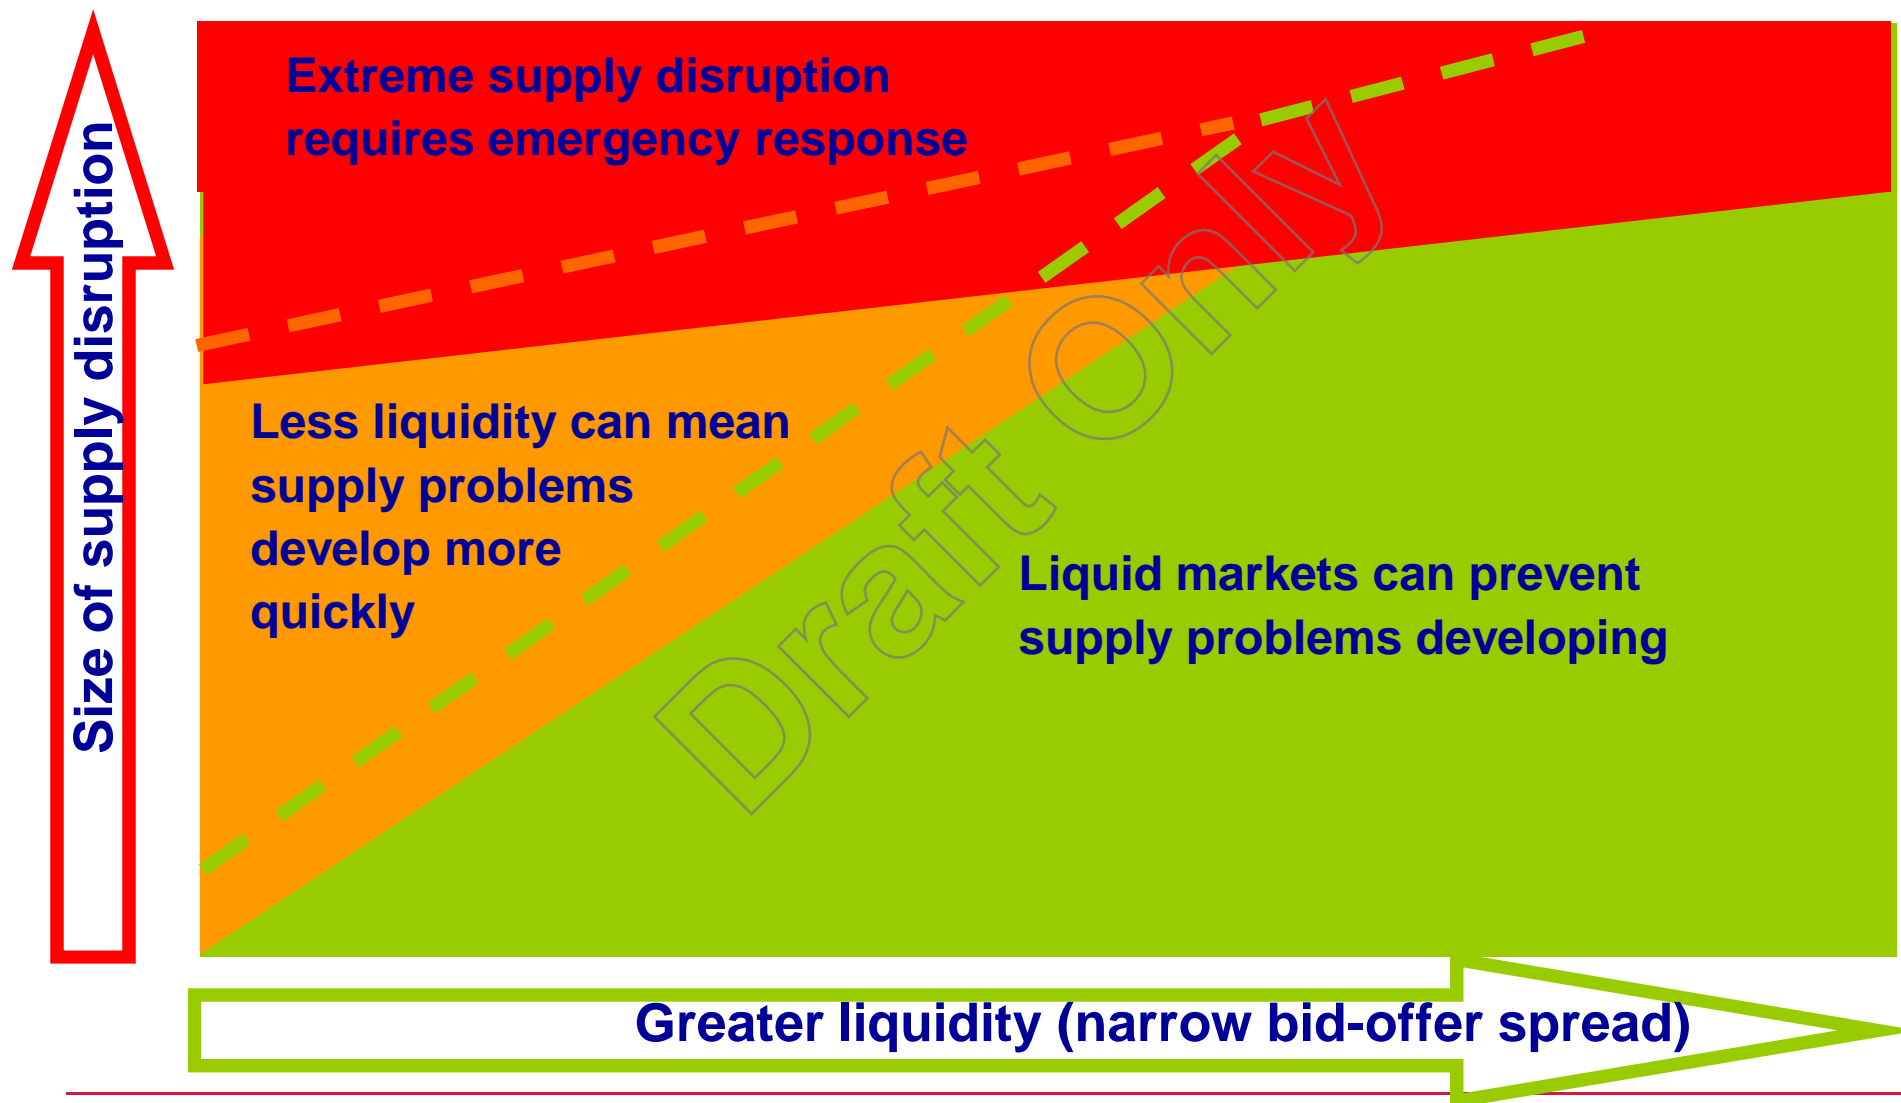 Extreme supply disruption
requires emergency response
Size of supply disruption
Less liquidity can mean
supply problems
develop more
quickly
Liquid markets can prevent
supply problems developing
Draft Only
Greater liquidity (narrow bid-offer spread)